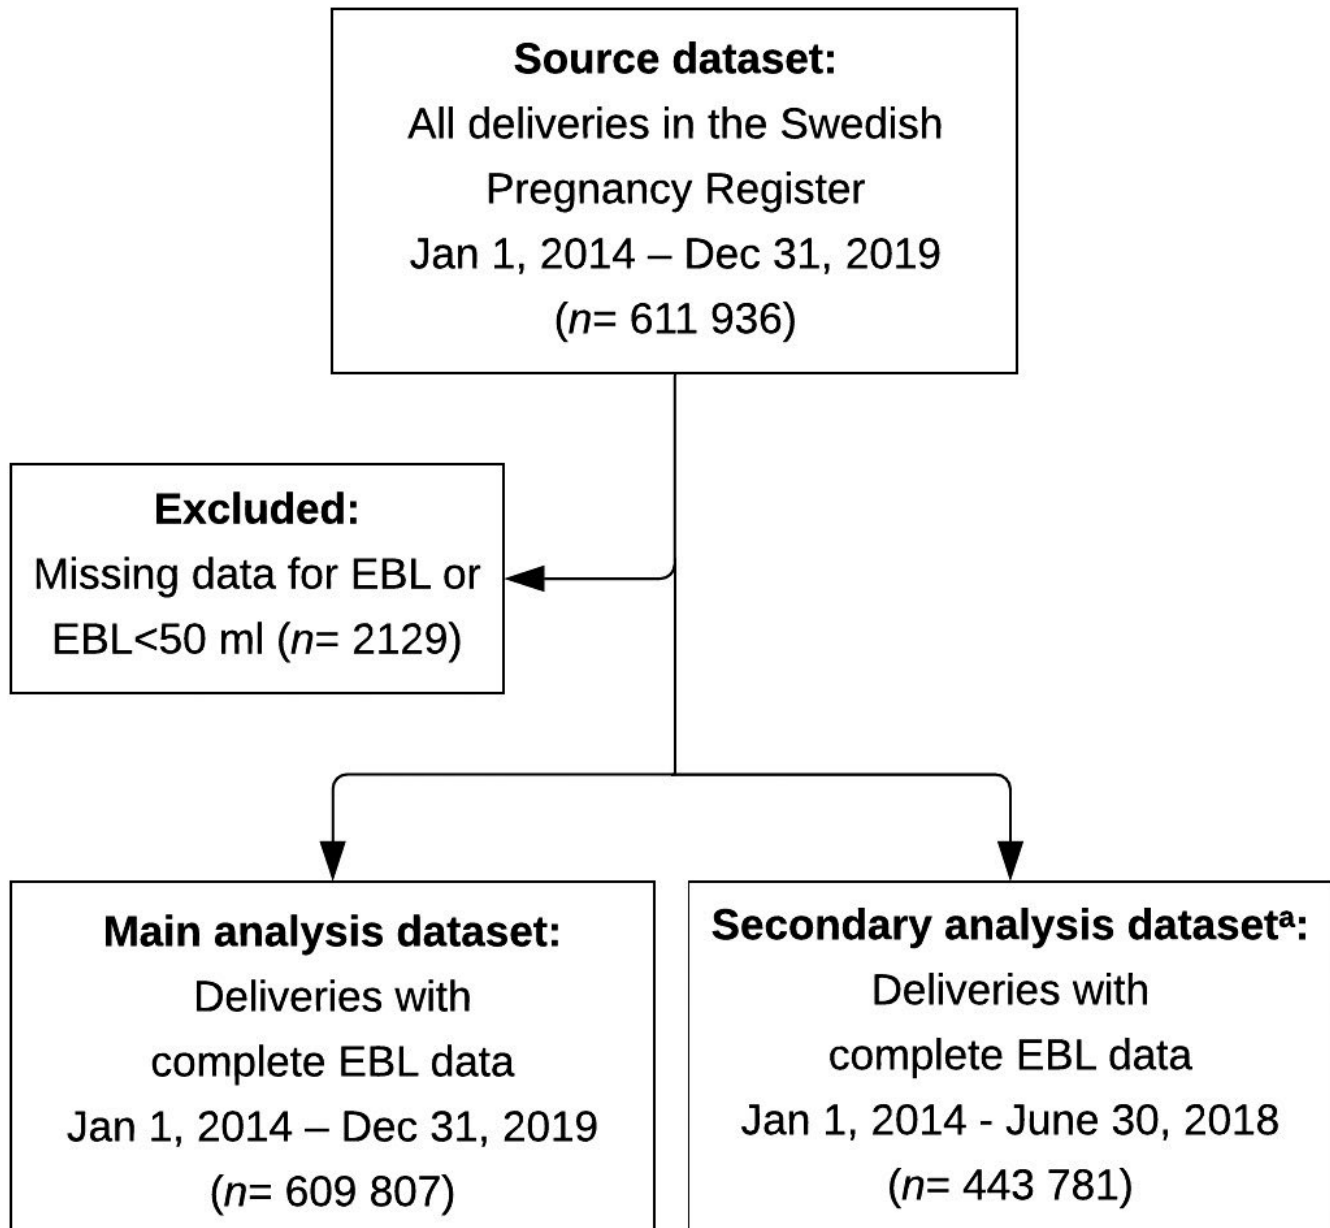 Source dataset:
All deliveries in the Swedish
Pregnancy Register
Jan 1, 2014 – Dec 31, 2019
(n= 611 936)
Excluded:
Missing data for EBL or
EBL<50 ml (n= 2129)
Main analysis dataset:
Deliveries with
complete EBL data
Jan 1, 2014 – Dec 31, 2019
(n= 609 807)
Secondary analysis datasetᵃ:
Deliveries with
complete EBL data
Jan 1, 2014 - June 30, 2018
(n= 443 781)